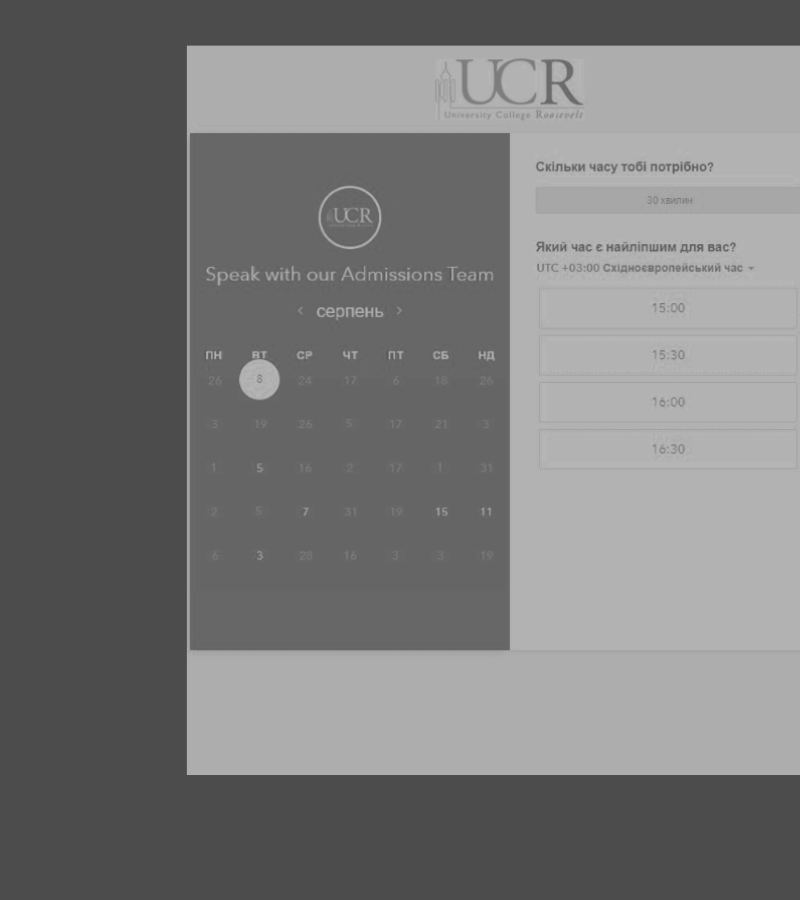 UCR
University College Roosevelt
UCR
Speak with our Admissions Team
< серпень >
ПН ВТ СР ЧТ ПТ СБ НД
26 8 24 17 6 18 26
3 19 26 5 17 21 3
1 5 16 2 17 1 31
2 5 7 31 19 15 11
6 3 28 16 3 3 19
Скільки часу тобі потрібно?
30 хвилин
Який час є найліпшим для вас?
UTC +03:00 Східноєвропейський час
15:00
15:30
16:00
16:30